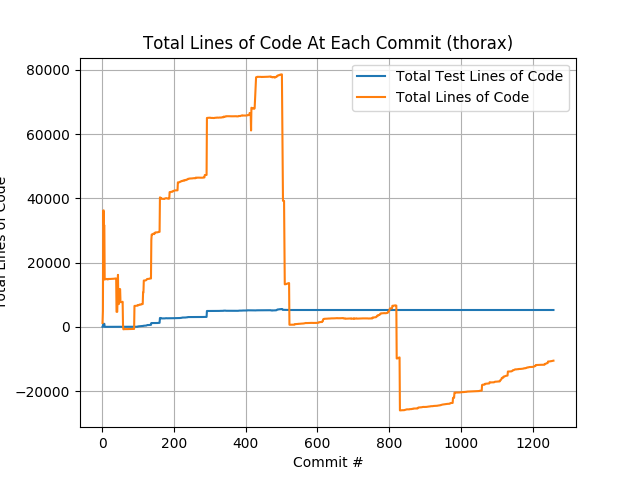 Total Lines of Code At Each Commit (thorax)
Total Test Lines of Code
Total Lines of Code
80000
60000
40000
20000
0
−20000
Lines of Code
0
200
400
600
800
1000
1200
Commit #